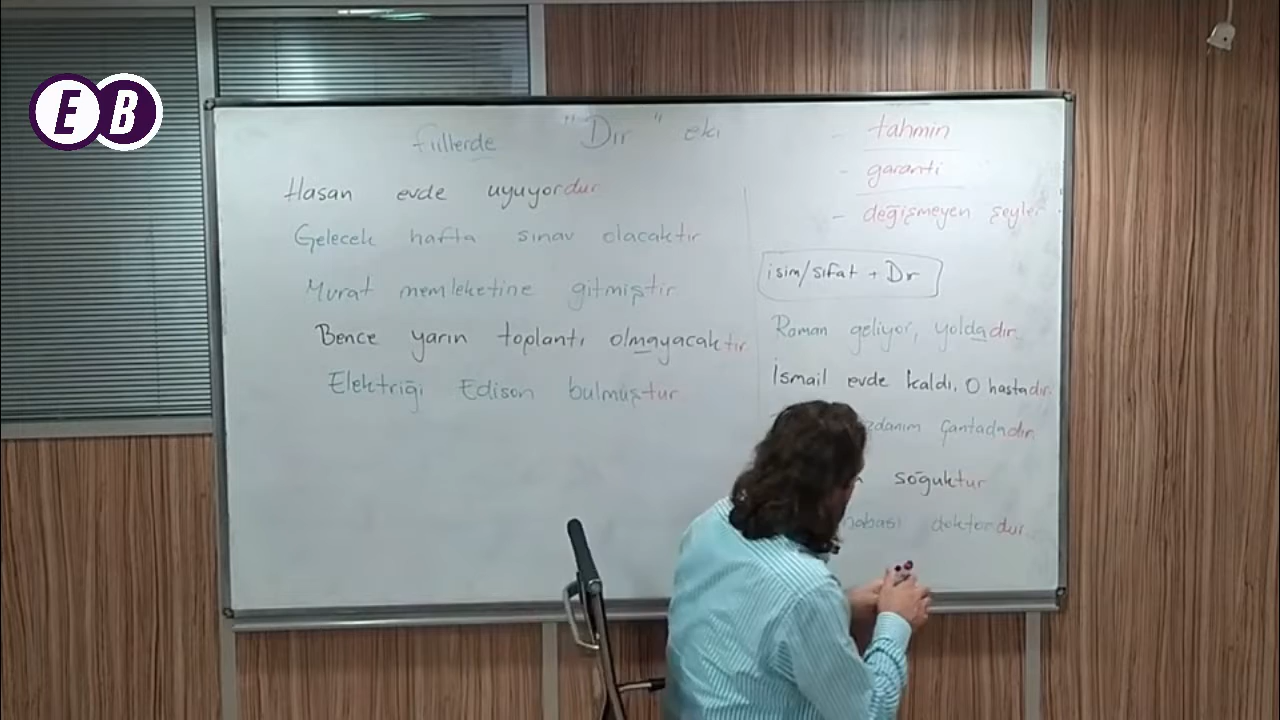 EB
fiillerde "Dır" eki
Hasan evde uyuyordur
Gelecek hafta sınav olacaktır
Murat memleketine gitmiştir
Bence yarın toplantı olmayacaktır
Elektriği Edison bulmuştur
- tahmin
- garanti
- değişmeyen şeyler
isim/sıfat + Dır
Raman geliyor, yoldadır.
İsmail evde kaldı. O hastadır.
çantadadır.
soğuktur
doktordur.